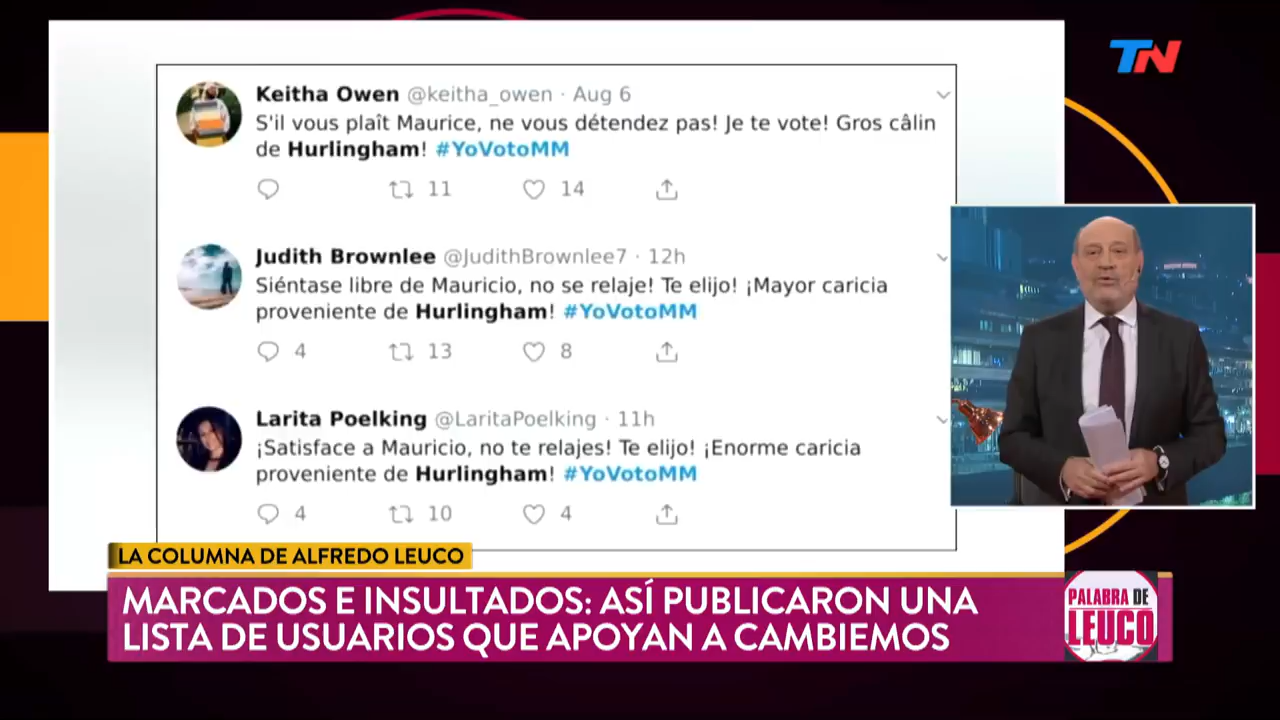 TN
Keitha Owen @keitha_owen · Aug 6
S'il vous plaît Maurice, ne vous détendez pas! Je te vote! Gros câlin
de Hurlingham! #YoVotoMM
11 14
Judith Brownlee @JudithBrownlee7 · 12h
Siéntase libre de Mauricio, no se relaje! Te elijo! ¡Mayor caricia
proveniente de Hurlingham! #YoVotoMM
4 13 8
Larita Poelking @LaritaPoelking · 11h
¡Satisface a Mauricio, no te relajes! Te elijo! ¡Enorme caricia
proveniente de Hurlingham! #YoVotoMM
4 10 4
LA COLUMNA DE ALFREDO LEUCO
MARCADOS E INSULTADOS: ASÍ PUBLICARON UNA
LISTA DE USUARIOS QUE APOYAN A CAMBIEMOS
PALABRA DE
LEUCO